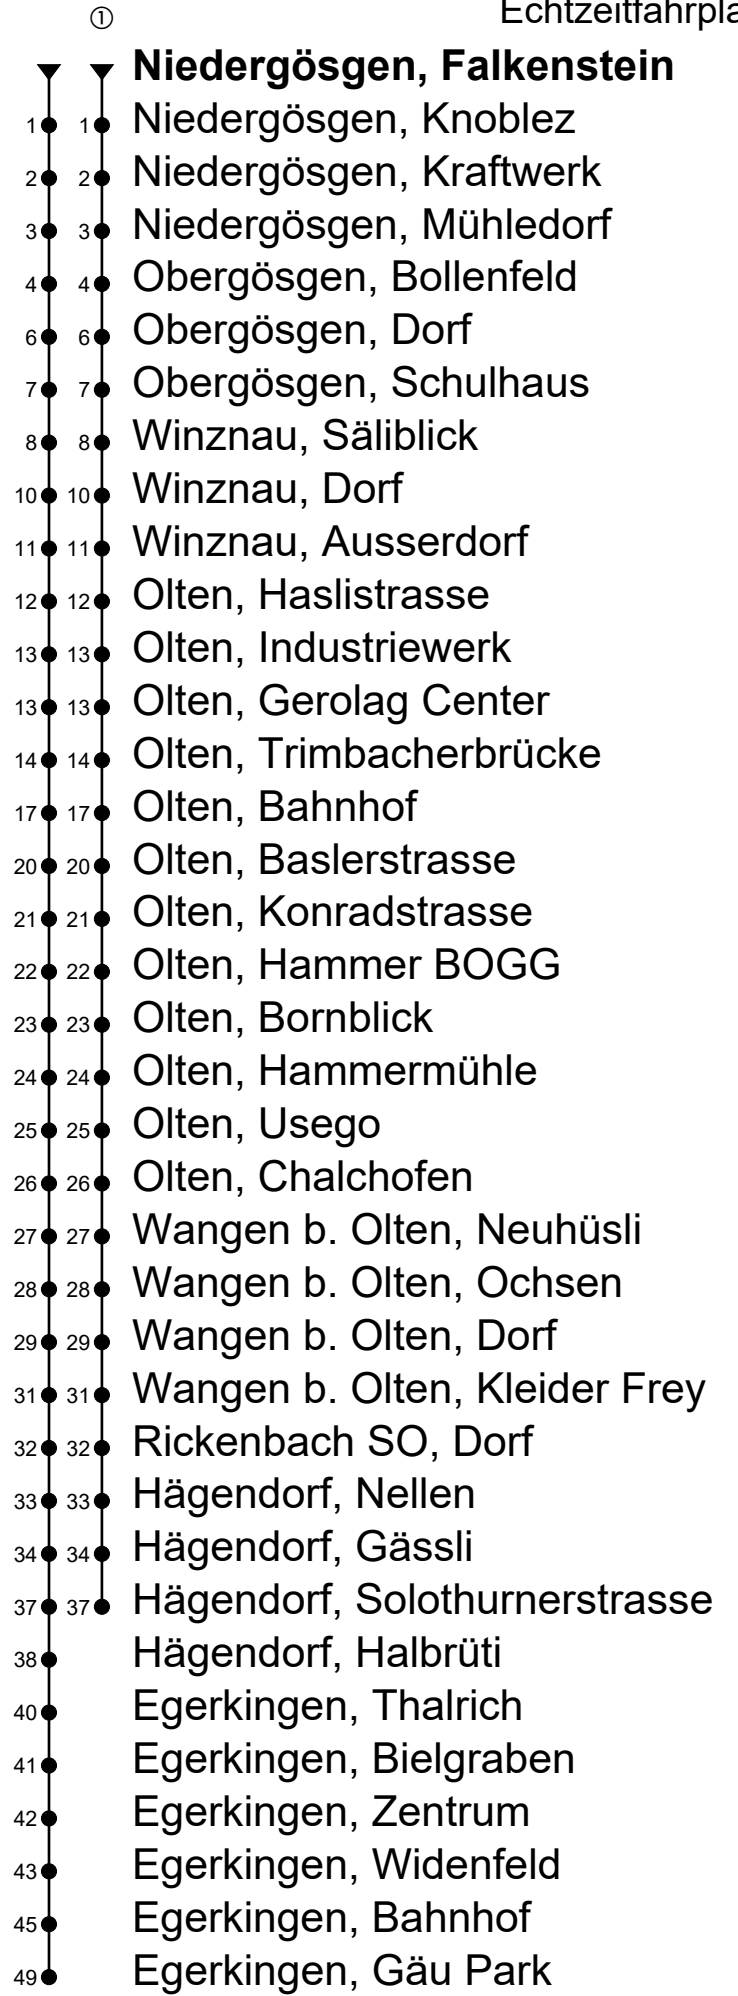 ① Echtzeitfahrpla
Niedergösgen, Falkenstein
1 1 Niedergösgen, Knoblez
2 2 Niedergösgen, Kraftwerk
3 3 Niedergösgen, Mühledorf
4 4 Obergösgen, Bollenfeld
6 6 Obergösgen, Dorf
7 7 Obergösgen, Schulhaus
8 8 Winznau, Säliblick
10 10 Winznau, Dorf
11 11 Winznau, Ausserdorf
12 12 Olten, Haslistrasse
13 13 Olten, Industriewerk
13 13 Olten, Gerolag Center
14 14 Olten, Trimbacherbrücke
17 17 Olten, Bahnhof
20 20 Olten, Baslerstrasse
21 21 Olten, Konradstrasse
22 22 Olten, Hammer BOGG
23 23 Olten, Bornblick
24 24 Olten, Hammermühle
25 25 Olten, Usego
26 26 Olten, Chalchofen
27 27 Wangen b. Olten, Neuhüsli
28 28 Wangen b. Olten, Ochsen
29 29 Wangen b. Olten, Dorf
31 31 Wangen b. Olten, Kleider Frey
32 32 Rickenbach SO, Dorf
33 33 Hägendorf, Nellen
34 34 Hägendorf, Gässli
37 37 Hägendorf, Solothurnerstrasse
38 Hägendorf, Halbrüti
40 Egerkingen, Thalrich
41 Egerkingen, Bielgraben
42 Egerkingen, Zentrum
43 Egerkingen, Widenfeld
45 Egerkingen, Bahnhof
49 Egerkingen, Gäu Park